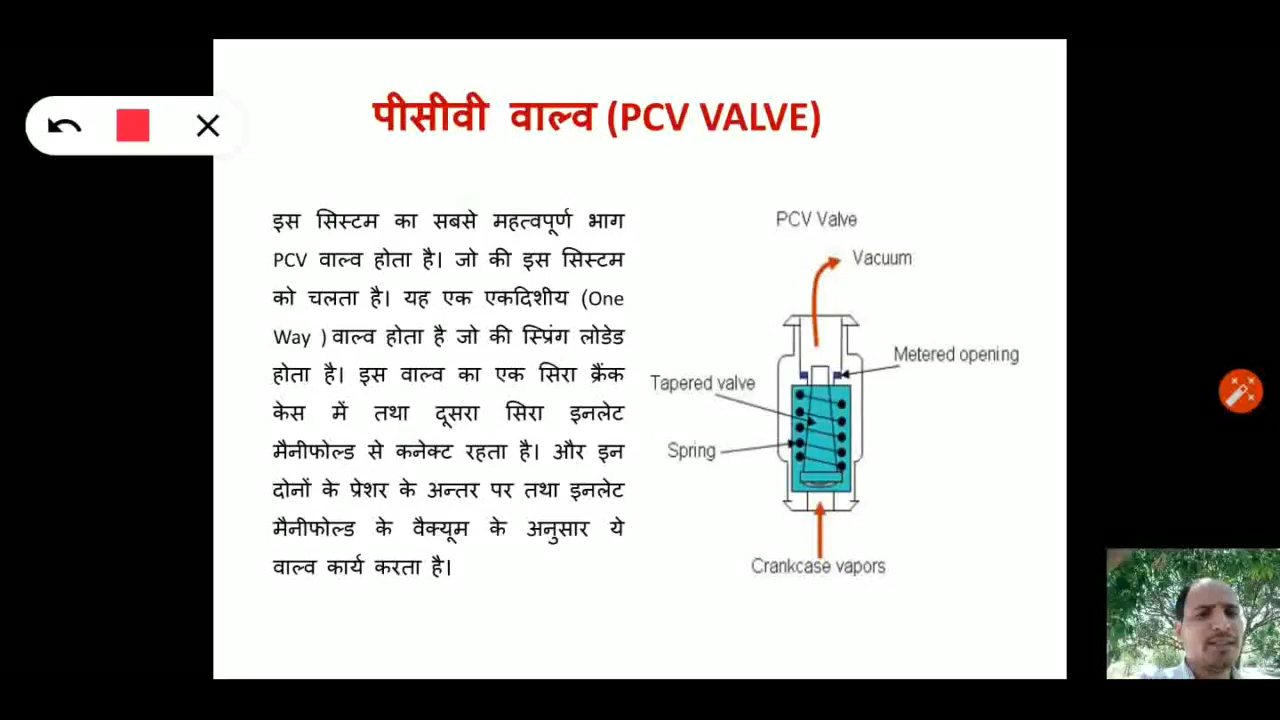 पीसीवी वाल्व (PCV VALVE)
इस सिस्टम का सबसे महत्वपूर्ण भाग
PCV वाल्व होता है। जो की इस सिस्टम
को चलता है। यह एक एकदिशीय (One
Way ) वाल्व होता है जो की स्प्रिंग लोडेड
होता है। इस वाल्व का एक सिरा क्रैंक
केस में तथा दूसरा सिरा इनलेट
मैनीफोल्ड से कनेक्ट रहता है। और इन
दोनों के प्रेशर के अन्तर पर तथा इनलेट
मैनीफोल्ड के वैक्यूम के अनुसार ये
वाल्व कार्य करता है।
PCV Valve
Vacuum
Metered opening
Tapered valve
Spring
Crankcase vapors